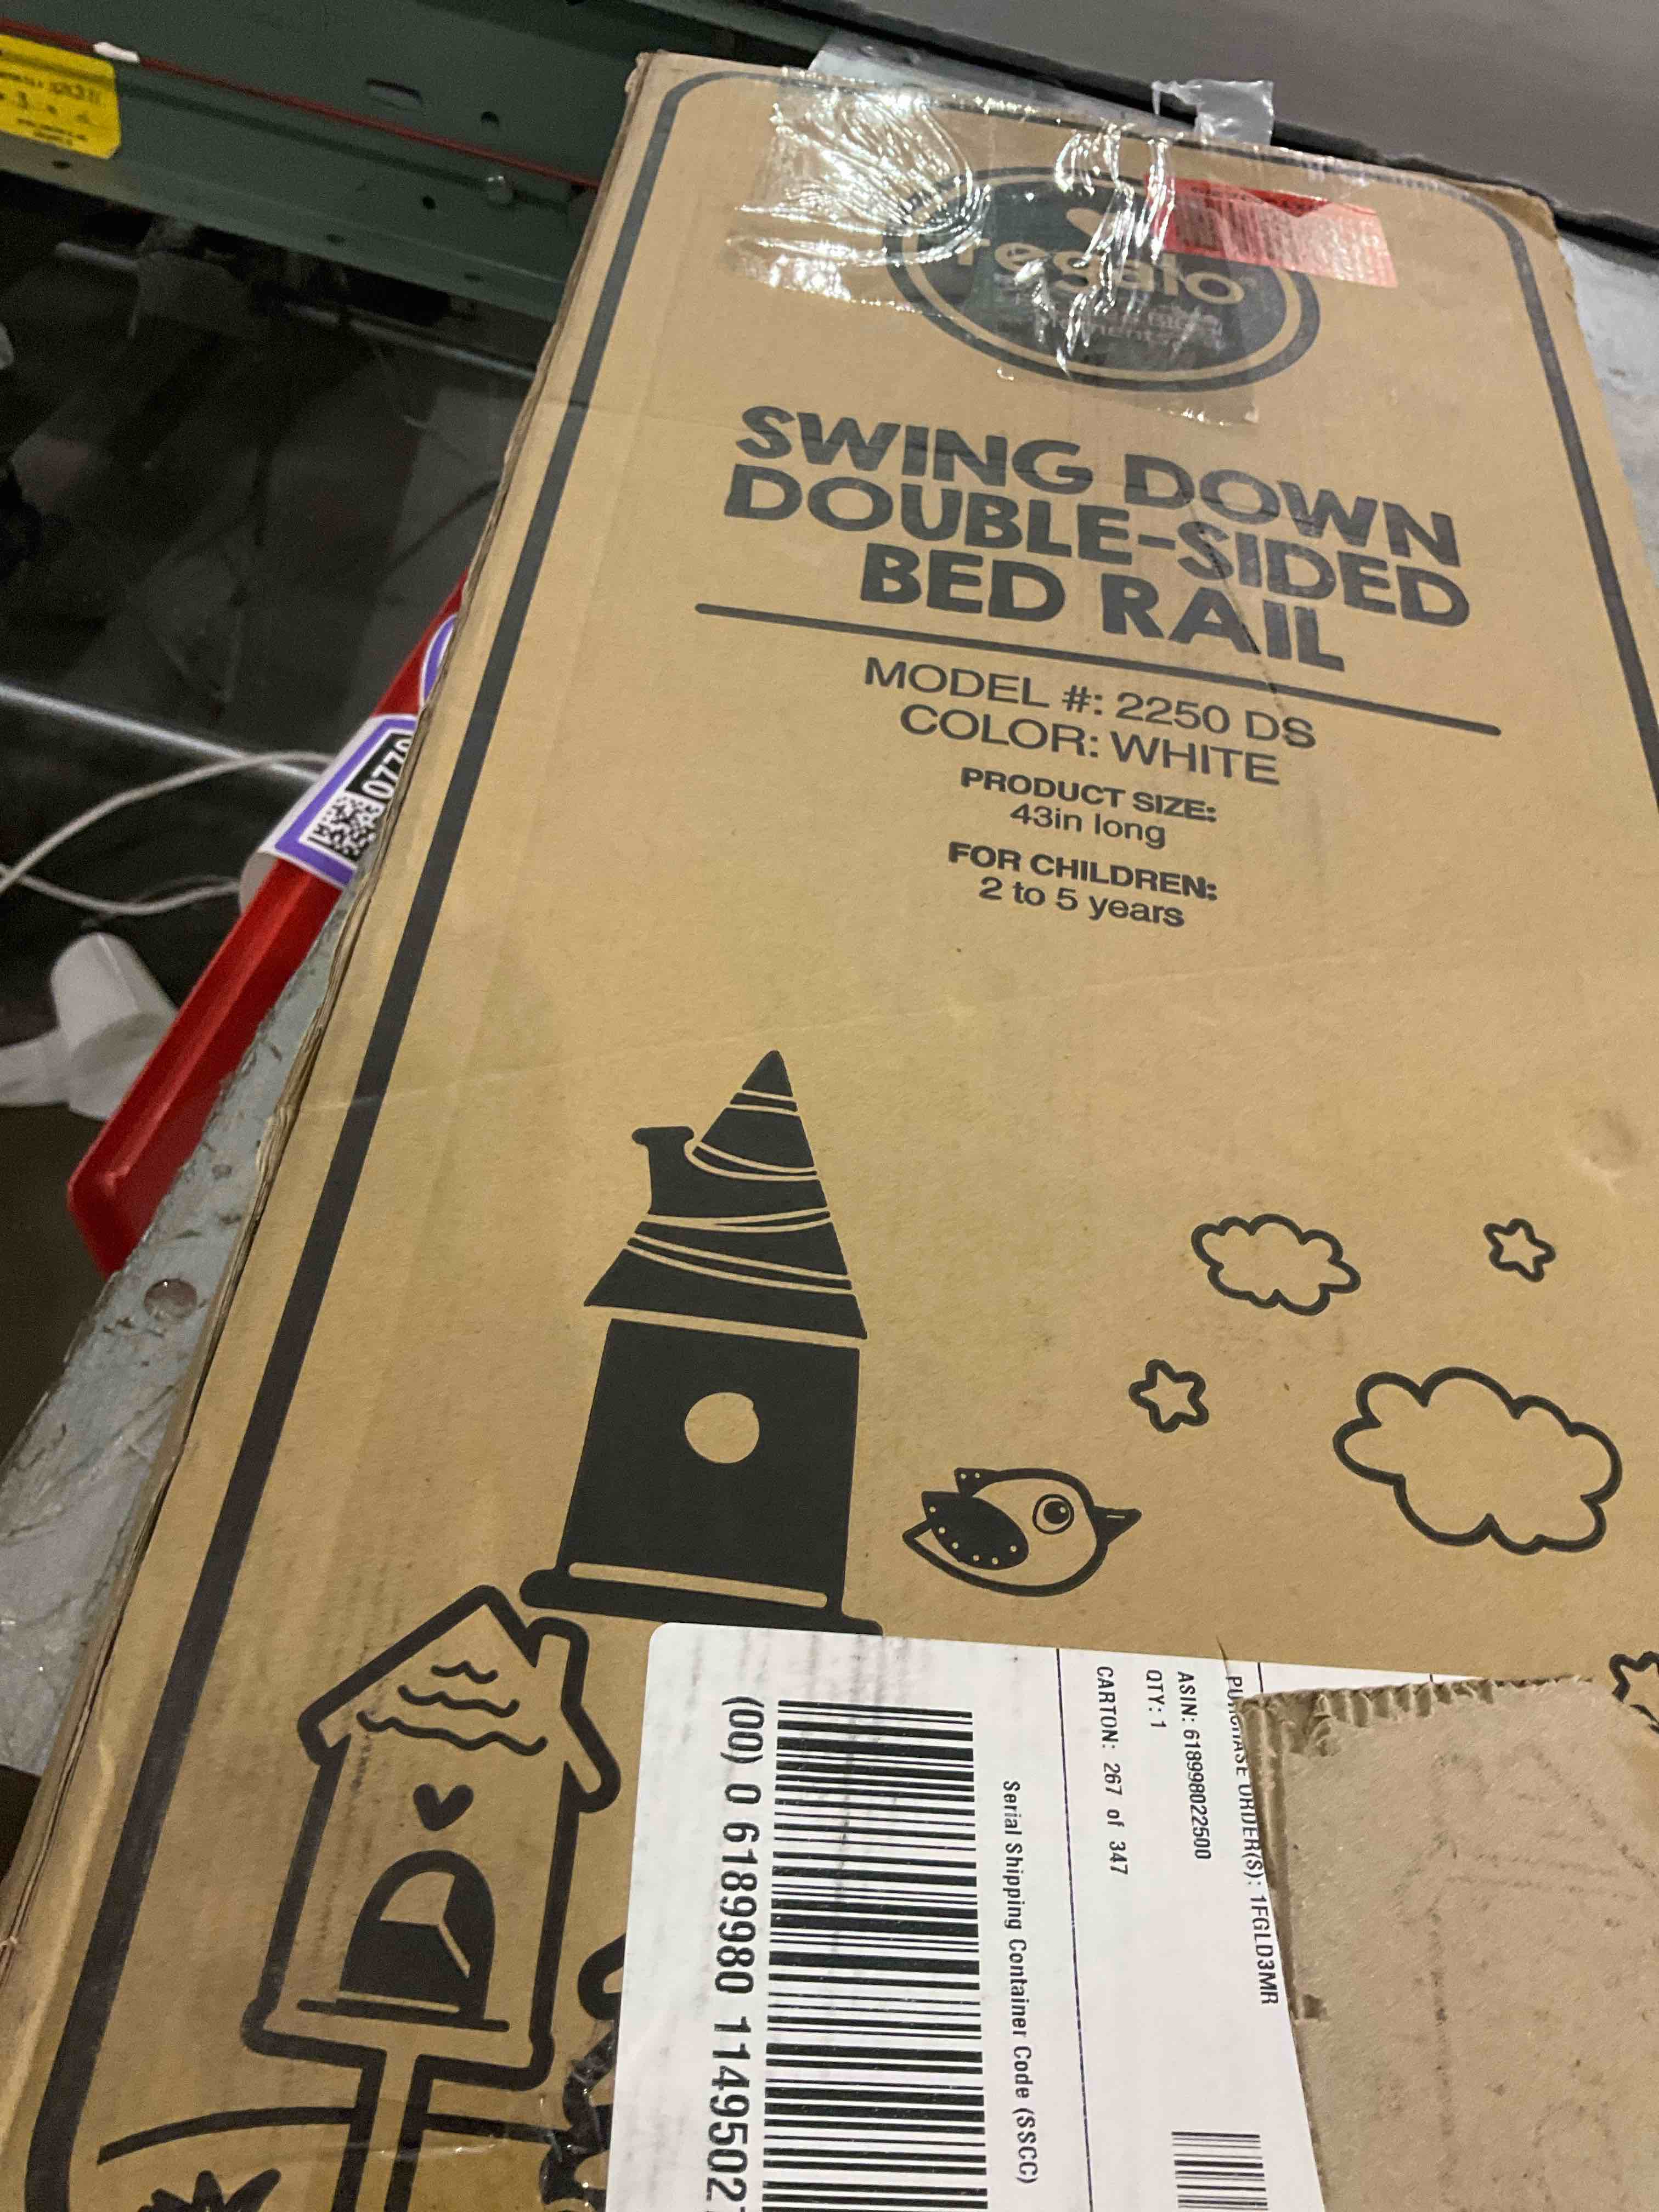 regalo
SWING DOWN
DOUBLE-SIDED
BED RAIL
MODEL #: 2250 DS
COLOR: WHITE
PRODUCT SIZE:
43in long
FOR CHILDREN:
2 to 5 years
0779
PURCHASE ORDER(S): 1FGLD3MR
ASIN: 618998022500
QTY: 1
CARTON: 267 of 347
Serial Shipping Container Code (SSCC)
(00) 0 6189980 1149502